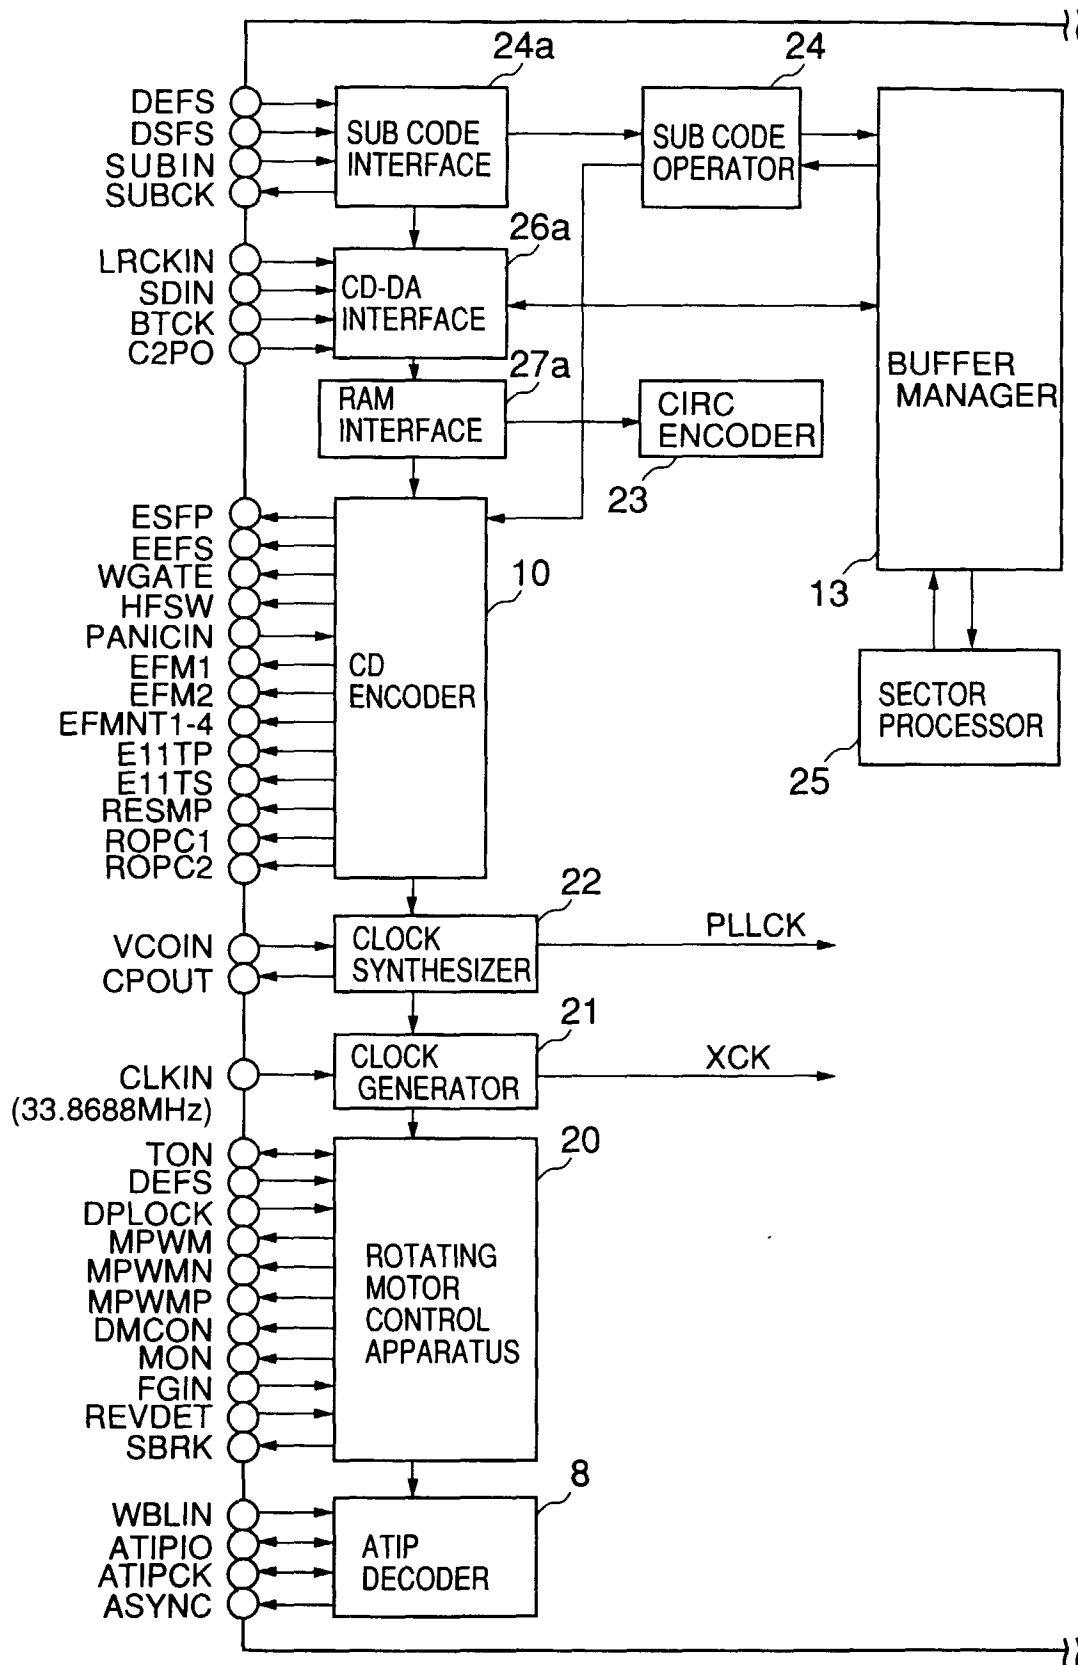 24a
24
DEFS
DSFS
SUBIN
SUBCK
SUB CODE
INTERFACE
SUB CODE
OPERATOR
26a
LRCKIN
SDIN
BTCK
C2PO
CD-DA
INTERFACE
BUFFER
MANAGER
27a
RAM
INTERFACE
CIRC
ENCODER
23
13
ESFP
EEFS
WGATE
HFSW
PANICIN
EFM1
EFM2
EFMNT1-4
E11TP
E11TS
RESMP
ROPC1
ROPC2
10
CD
ENCODER
SECTOR
PROCESSOR
25
22
VCOIN
CPOUT
CLOCK
SYNTHESIZER
PLLCK
21
CLKIN
(33.8688MHz)
CLOCK
GENERATOR
XCK
20
TON
DEFS
DPLOCK
MPWM
MPWMN
MPWMP
DMCON
MON
FGIN
REVDET
SBRK
ROTATING
MOTOR
CONTROL
APPARATUS
8
WBLIN
ATIPIO
ATIPCK
ASYNC
ATIP
DECODER